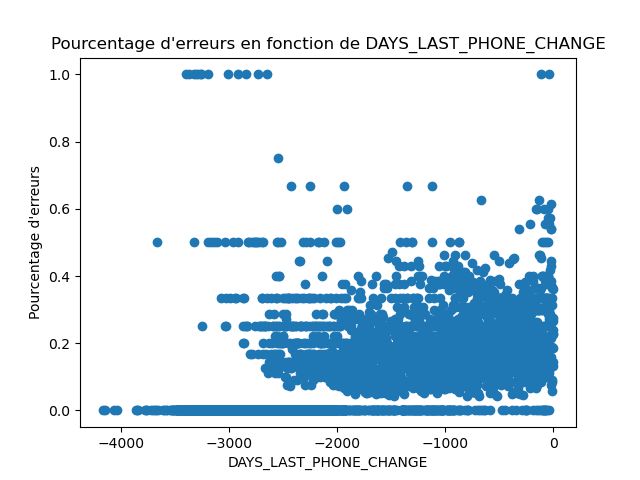 Pourcentage d'erreurs en fonction de DAYS_LAST_PHONE_CHANGE
1.0
0.8
0.6
0.4
0.2
0.0
Pourcentage d'erreurs
−4000 −3000 −2000 −1000 0
DAYS_LAST_PHONE_CHANGE